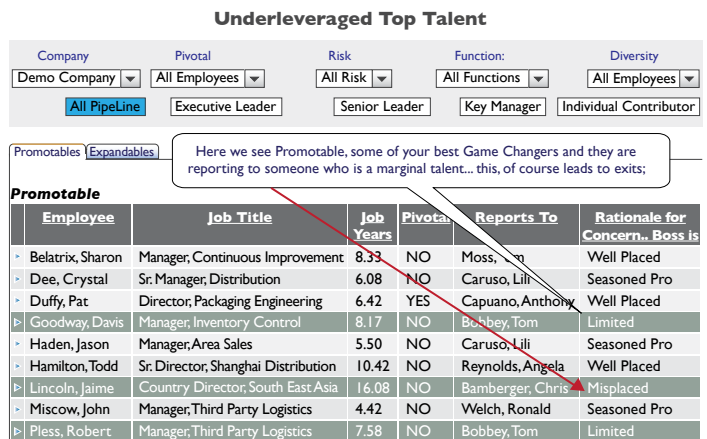 Underleveraged Top Talent
Company Pivotal Risk Function: Diversity
Demo Company All Employees All Risk All Functions All Employees
All PipeLine Executive Leader Senior Leader Key Manager Individual Contributor
Promotables Expandables
Here we see Promotable, some of your best Game Changers and they are
reporting to someone who is a marginal talent... this, of course leads to exits;
Promotable
Employee Job Title Job Years Pivotal Reports To Rationale for Concern.. Boss is
Belatrix, Sharon Manager, Continuous Improvement 8.33 NO Moss, Well Placed
Dee, Crystal Sr. Manager, Distribution 6.08 NO Caruso, Lili Seasoned Pro
Duffy, Pat Director, Packaging Engineering 6.42 YES Capuano, Anthony Well Placed
Goodway, Davis Manager, Inventory Control 8.17 NO Bobbey, Tom Limited
Haden, Jason Manager, Area Sales 5.50 NO Caruso, Lili Seasoned Pro
Hamilton, Todd Sr. Director, Shanghai Distribution 10.42 NO Reynolds, Angela Well Placed
Lincoln, Jaime Country Director, South East Asia 16.08 NO Bamberger, Chris Misplaced
Miscow, John Manager, Third Party Logistics 4.42 NO Welch, Ronald Seasoned Pro
Pless, Robert Manager, Third Party Logistics 7.58 NO Bobbey, Tom Limited